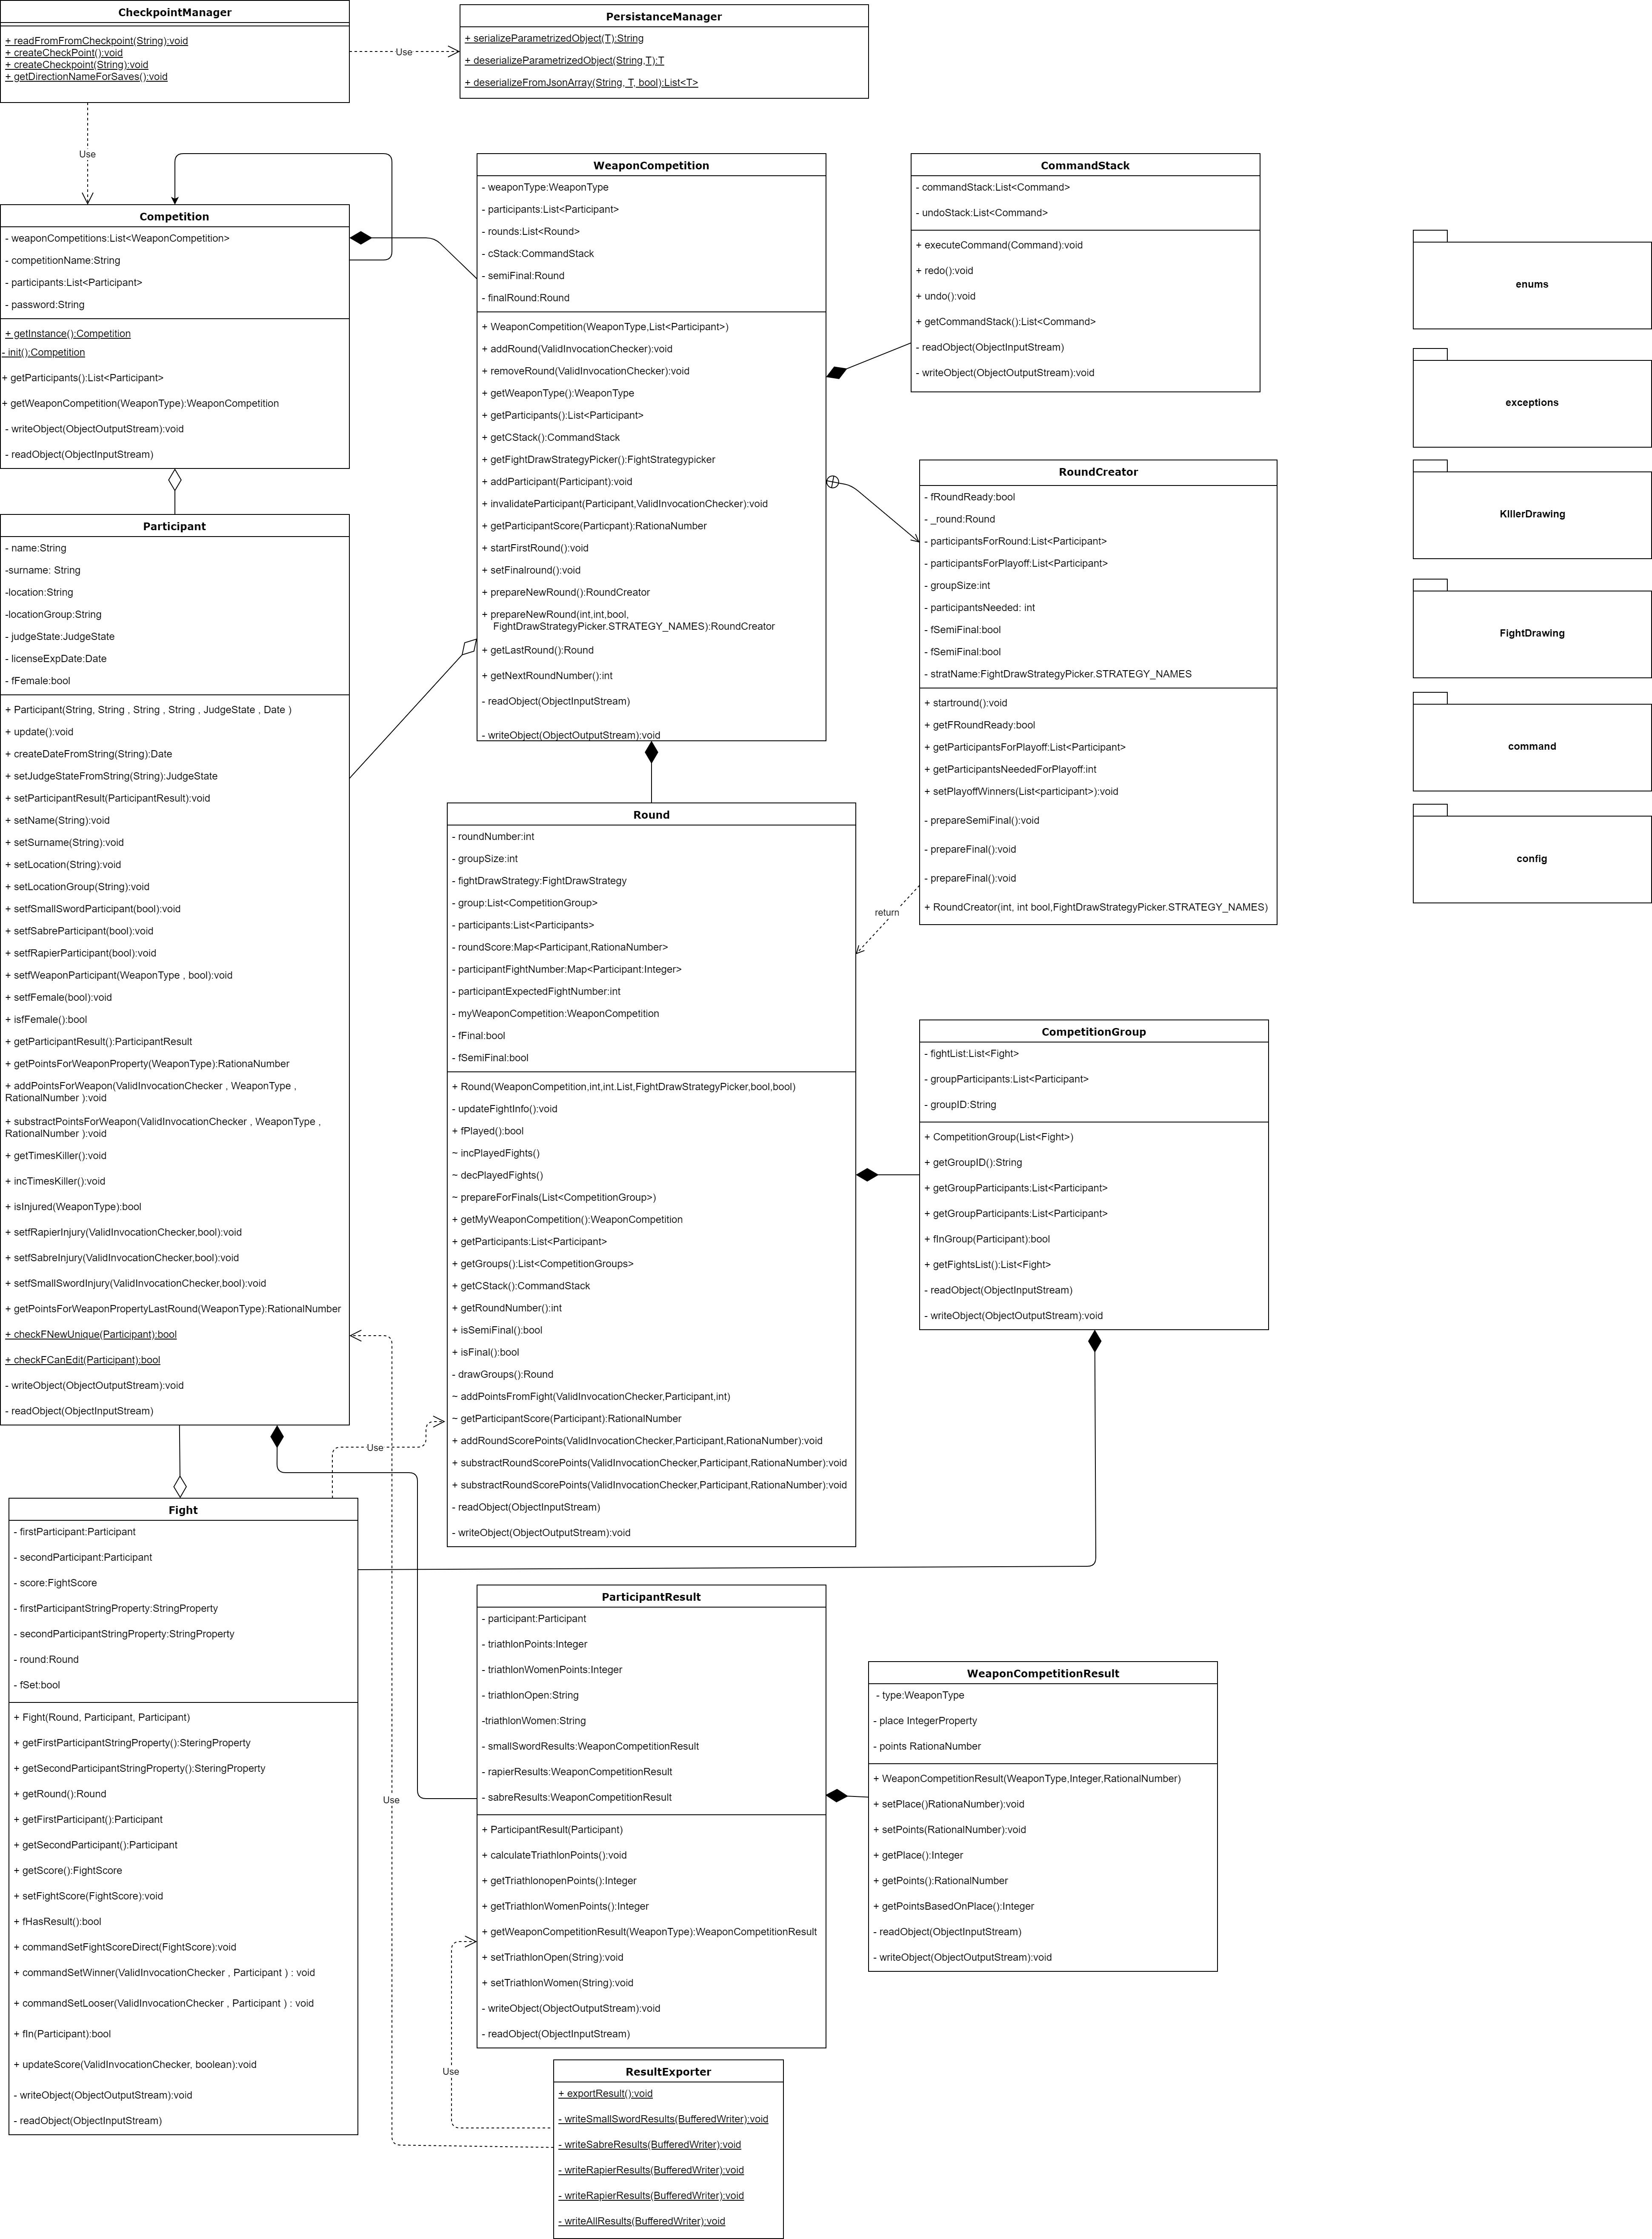 CheckpointManager
+ readFromFromCheckpoint(String):void
+ createCheckPoint():void
+ createCheckpoint(String):void
+ getDirectionNameForSaves():void
Use
PersistanceManager
+ serializeParametrizedObject(T):String
+ deserializeParametrizedObject(String,T):T
+ deserializeFromJsonArray(String, T, bool):List<T>
Use
Competition
- weaponCompetitions:List<WeaponCompetition>
- competitionName:String
- participants:List<Participant>
- password:String
+ getInstance():Competition
- init():Competition
+ getParticipants():List<Participant>
+ getWeaponCompetition(WeaponType):WeaponCompetition
- writeObject(ObjectOutputStream):void
- readObject(ObjectInputStream)
WeaponCompetition
- weaponType:WeaponType
- participants:List<Participant>
- rounds:List<Round>
- cStack:CommandStack
- semiFinal:Round
- finalRound:Round
+ WeaponCompetition(WeaponType,List<Participant>)
+ addRound(ValidInvocationChecker):void
+ removeRound(ValidInvocationChecker):void
+ getWeaponType():WeaponType
+ getParticipants():List<Participant>
+ getCStack():CommandStack
+ getFightDrawStrategyPicker():FightStrategypicker
+ addParticipant(Participant):void
+ invalidateParticipant(Participant,ValidInvocationChecker):void
+ getParticipantScore(Particpant):RationaNumber
+ startFirstRound():void
+ setFinalround():void
+ prepareNewRound():RoundCreator
+ prepareNewRound(int,int,bool,
FightDrawStrategyPicker.STRATEGY_NAMES):RoundCreator
+ getLastRound():Round
+ getNextRoundNumber():int
- readObject(ObjectInputStream)
- writeObject(ObjectOutputStream):void
CommandStack
- commandStack:List<Command>
- undoStack:List<Command>
+ executeCommand(Command):void
+ redo():void
+ undo():void
+ getCommandStack():List<Command>
- readObject(ObjectInputStream)
- writeObject(ObjectOutputStream):void
enums
exceptions
KIllerDrawing
FightDrawing
command
config
RoundCreator
- fRoundReady:bool
- _round:Round
- participantsForRound:List<Participant>
- participantsForPlayoff:List<Participant>
- groupSize:int
- participantsNeeded: int
- fSemiFinal:bool
- fSemiFinal:bool
- stratName:FightDrawStrategyPicker.STRATEGY_NAMES
+ startround():void
+ getFRoundReady:bool
+ getParticipantsForPlayoff:List<Participant>
+ getParticipantsNeededForPlayoff:int
+ setPlayoffWinners(List<participant>):void
- prepareSemiFinal():void
- prepareFinal():void
- prepareFinal():void
+ RoundCreator(int, int bool,FightDrawStrategyPicker.STRATEGY_NAMES)
return
Participant
- name:String
-surname: String
-location:String
-locationGroup:String
- judgeState:JudgeState
- licenseExpDate:Date
- fFemale:bool
+ Participant(String, String , String , String , JudgeState , Date )
+ update():void
+ createDateFromString(String):Date
+ setJudgeStateFromString(String):JudgeState
+ setParticipantResult(ParticipantResult):void
+ setName(String):void
+ setSurname(String):void
+ setLocation(String):void
+ setLocationGroup(String):void
+ setfSmallSwordParticipant(bool):void
+ setfSabreParticipant(bool):void
+ setfRapierParticipant(bool):void
+ setfWeaponParticipant(WeaponType , bool):void
+ setfFemale(bool):void
+ isfFemale():bool
+ getParticipantResult():ParticipantResult
+ getPointsForWeaponProperty(WeaponType):RationaNumber
+ addPointsForWeapon(ValidInvocationChecker , WeaponType ,
RationalNumber ):void
+ substractPointsForWeapon(ValidInvocationChecker , WeaponType ,
RationalNumber ):void
+ getTimesKiller():void
+ incTimesKiller():void
+ isInjured(WeaponType):bool
+ setfRapierInjury(ValidInvocationChecker,bool):void
+ setfSabreInjury(ValidInvocationChecker,bool):void
+ setfSmallSwordInjury(ValidInvocationChecker,bool):void
+ getPointsForWeaponPropertyLastRound(WeaponType):RationalNumber
+ checkFNewUnique(Participant):bool
+ checkFCanEdit(Participant):bool
- writeObject(ObjectOutputStream):void
- readObject(ObjectInputStream)
Round
- roundNumber:int
- groupSize:int
- fightDrawStrategy:FightDrawStrategy
- group:List<CompetitionGroup>
- participants:List<Participants>
- roundScore:Map<Participant,RationaNumber>
- participantFightNumber:Map<Participant:Integer>
- participantExpectedFightNumber:int
- myWeaponCompetition:WeaponCompetition
- fFinal:bool
- fSemiFinal:bool
+ Round(WeaponCompetition,int,int.List,FightDrawStrategyPicker,bool,bool)
- updateFightInfo():void
+ fPlayed():bool
~ incPlayedFights()
~ decPlayedFights()
~ prepareForFinals(List<CompetitionGroup>)
+ getMyWeaponCompetition():WeaponCompetition
+ getParticipants:List<Participant>
+ getGroups():List<CompetitionGroups>
+ getCStack():CommandStack
+ getRoundNumber():int
+ isSemiFinal():bool
+ isFinal():bool
- drawGroups():Round
~ addPointsFromFight(ValidInvocationChecker,Participant,int)
~ getParticipantScore(Participant):RationalNumber
+ addRoundScorePoints(ValidInvocationChecker,Participant,RationaNumber):void
+ substractRoundScorePoints(ValidInvocationChecker,Participant,RationaNumber):void
+ substractRoundScorePoints(ValidInvocationChecker,Participant,RationaNumber):void
- readObject(ObjectInputStream)
- writeObject(ObjectOutputStream):void
CompetitionGroup
- fightList:List<Fight>
- groupParticipants:List<Participant>
- groupID:String
+ CompetitionGroup(List<Fight>)
+ getGroupID():String
+ getGroupParticipants:List<Participant>
+ getGroupParticipants:List<Participant>
+ fInGroup(Participant):bool
+ getFightsList():List<Fight>
- readObject(ObjectInputStream)
- writeObject(ObjectOutputStream):void
Use
Fight
- firstParticipant:Participant
- secondParticipant:Participant
- score:FightScore
- firstParticipantStringProperty:StringProperty
- secondParticipantStringProperty:StringProperty
- round:Round
- fSet:bool
+ Fight(Round, Participant, Participant)
+ getFirstParticipantStringProperty():SteringProperty
+ getSecondParticipantStringProperty():SteringProperty
+ getRound():Round
+ getFirstParticipant():Participant
+ getSecondParticipant():Participant
+ getScore():FightScore
+ setFightScore(FightScore):void
+ fHasResult():bool
+ commandSetFightScoreDirect(FightScore):void
+ commandSetWinner(ValidInvocationChecker , Participant ) : void
+ commandSetLooser(ValidInvocationChecker , Participant ) : void
+ fIn(Participant):bool
+ updateScore(ValidInvocationChecker, boolean):void
- writeObject(ObjectOutputStream):void
- readObject(ObjectInputStream)
Use
ParticipantResult
- participant:Participant
- triathlonPoints:Integer
- triathlonWomenPoints:Integer
- triathlonOpen:String
-triathlonWomen:String
- smallSwordResults:WeaponCompetitionResult
- rapierResults:WeaponCompetitionResult
- sabreResults:WeaponCompetitionResult
+ ParticipantResult(Participant)
+ calculateTriathlonPoints():void
+ getTriathlonopenPoints():Integer
+ getTriathlonWomenPoints():Integer
+ getWeaponCompetitionResult(WeaponType):WeaponCompetitionResult
+ setTriathlonOpen(String):void
+ setTriathlonWomen(String):void
- writeObject(ObjectOutputStream):void
- readObject(ObjectInputStream)
WeaponCompetitionResult
- type:WeaponType
- place IntegerProperty
- points RationaNumber
+ WeaponCompetitionResult(WeaponType,Integer,RationalNumber)
+ setPlace()RationaNumber):void
+ setPoints(RationalNumber):void
+ getPlace():Integer
+ getPoints():RationalNumber
+ getPointsBasedOnPlace():Integer
- readObject(ObjectInputStream)
- writeObject(ObjectOutputStream):void
Use
ResultExporter
+ exportResult():void
- writeSmallSwordResults(BufferedWriter):void
- writeSabreResults(BufferedWriter):void
- writeRapierResults(BufferedWriter):void
- writeRapierResults(BufferedWriter):void
- writeAllResults(BufferedWriter):void